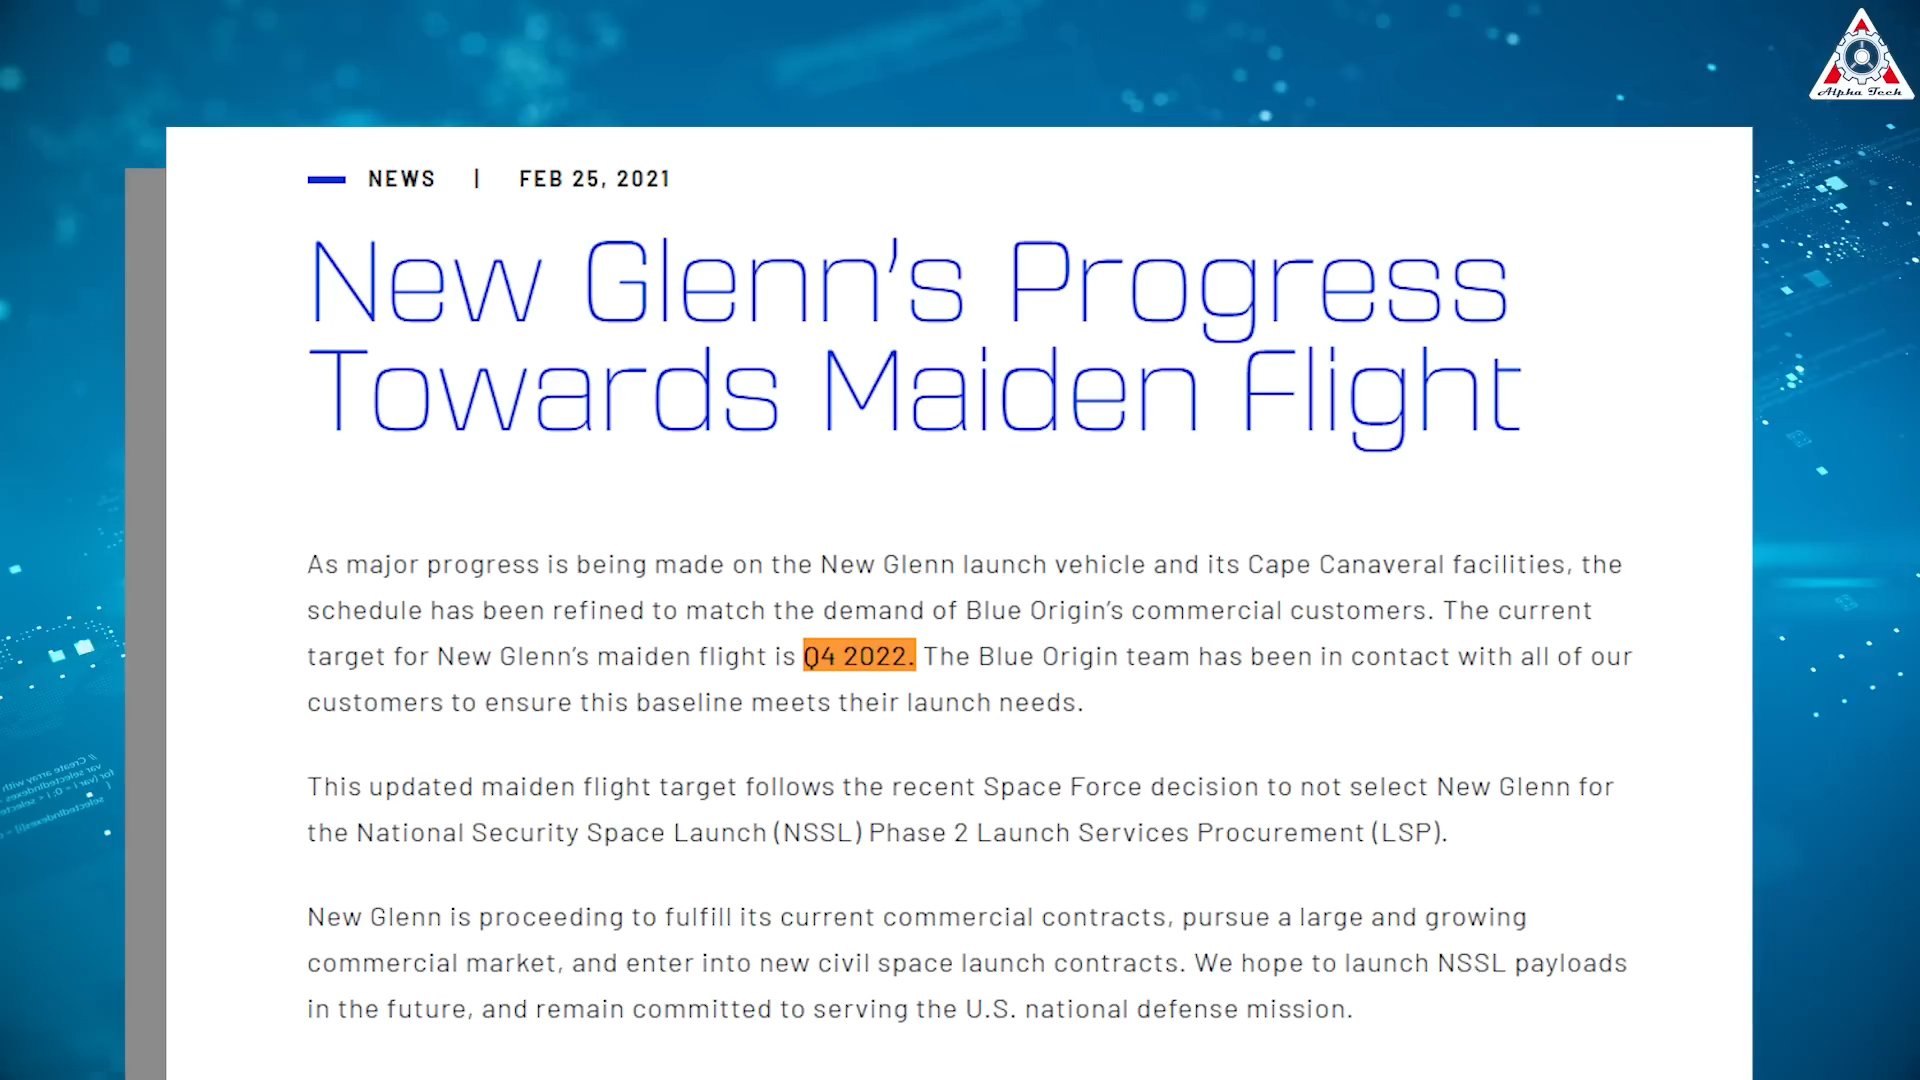 Alpha Tech
NEWS | FEB 25, 2021
New Glenn’s Progress
Towards Maiden Flight
As major progress is being made on the New Glenn launch vehicle and its Cape Canaveral facilities, the
schedule has been refined to match the demand of Blue Origin’s commercial customers. The current
target for New Glenn’s maiden flight is Q4 2022. The Blue Origin team has been in contact with all of our
customers to ensure this baseline meets their launch needs.
This updated maiden flight target follows the recent Space Force decision to not select New Glenn for
the National Security Space Launch (NSSL) Phase 2 Launch Services Procurement (LSP).
New Glenn is proceeding to fulfill its current commercial contracts, pursue a large and growing
commercial market, and enter into new civil space launch contracts. We hope to launch NSSL payloads
in the future, and remain committed to serving the U.S. national defense mission.